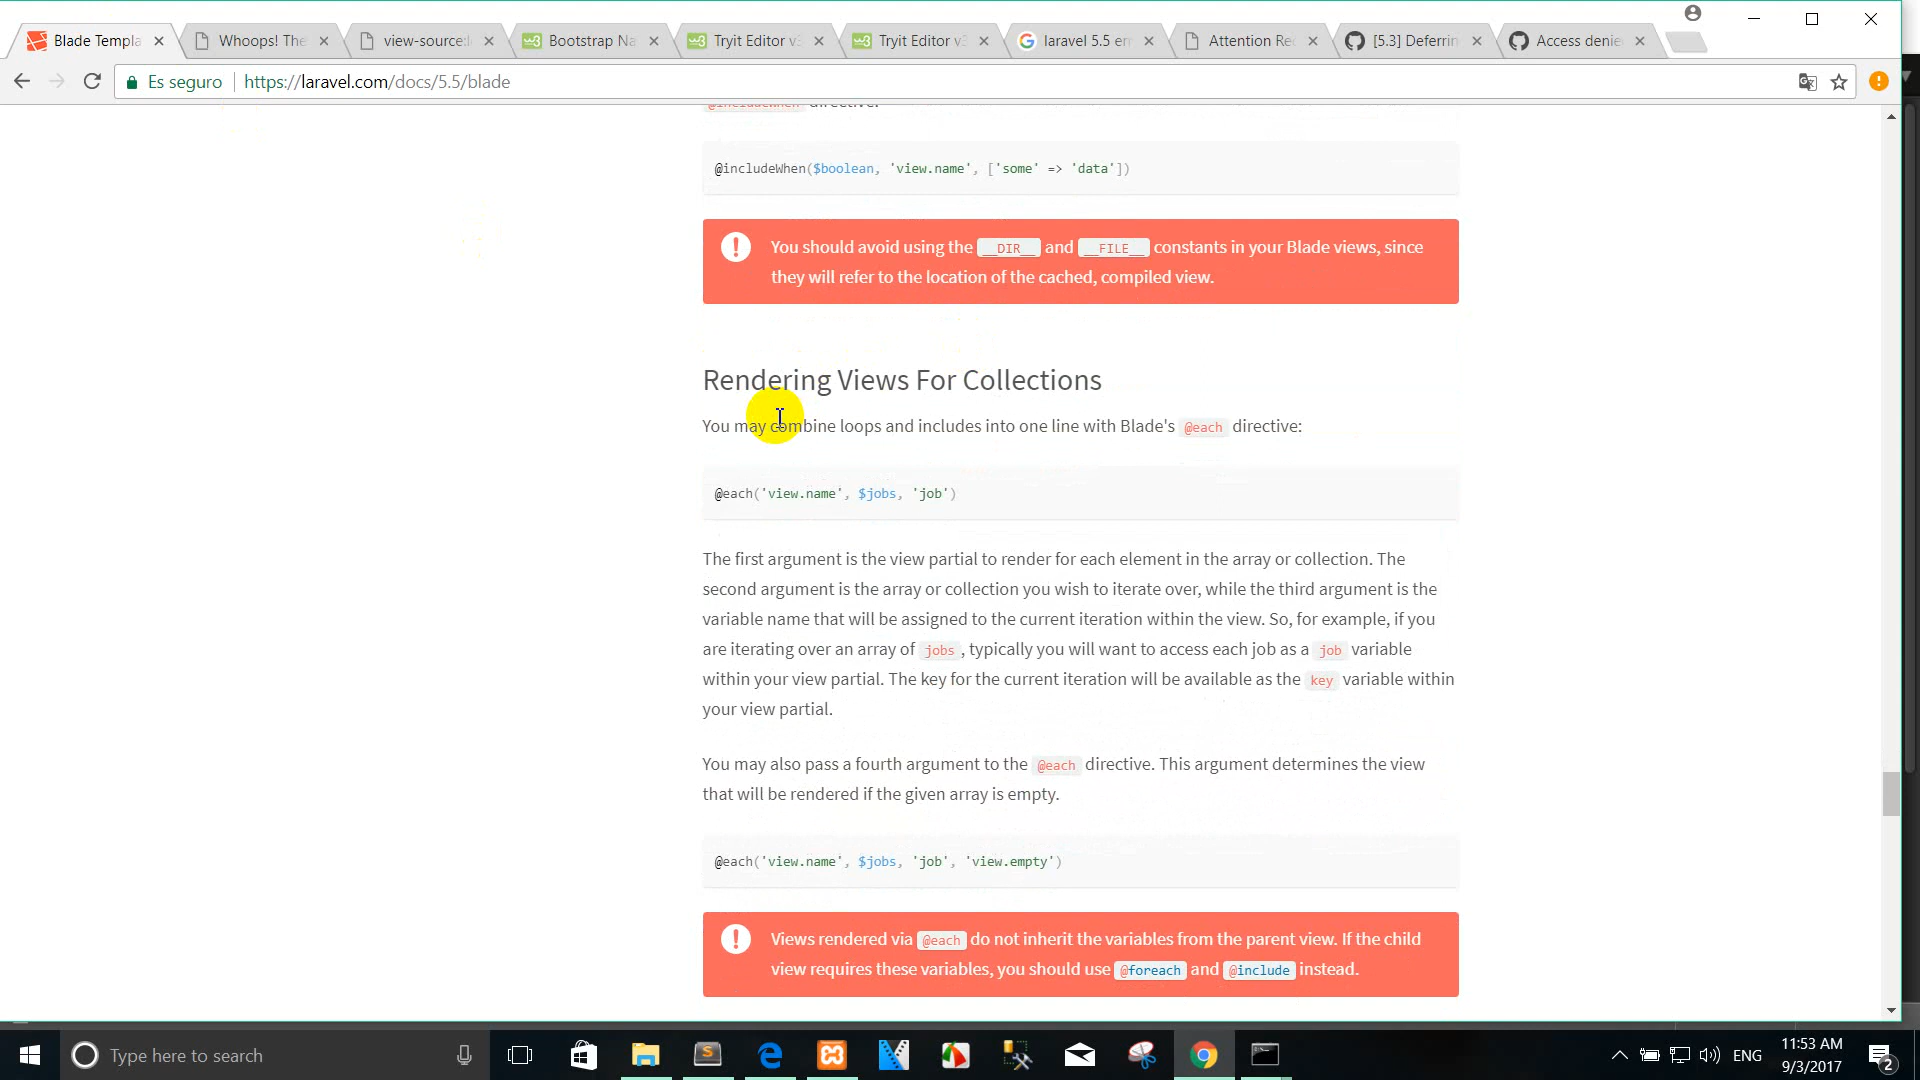 Blade Templa
Whoops! The
view-source:l
Bootstrap Na
Tryit Editor v3
Tryit Editor v3
laravel 5.5 err
Attention Rec
[5.3] Deferrin
Access denie
Es seguro
https://laravel.com/docs/5.5/blade
@includeWhen directive:
@includeWhen($boolean, 'view.name', ['some' => 'data'])
You should avoid using the __DIR__ and __FILE__ constants in your Blade views, since
they will refer to the location of the cached, compiled view.
Rendering Views For Collections
You may combine loops and includes into one line with Blade's @each directive:
@each('view.name', $jobs, 'job')
The first argument is the view partial to render for each element in the array or collection. The
second argument is the array or collection you wish to iterate over, while the third argument is the
variable name that will be assigned to the current iteration within the view. So, for example, if you
are iterating over an array of jobs, typically you will want to access each job as a job variable
within your view partial. The key for the current iteration will be available as the key variable within
your view partial.
You may also pass a fourth argument to the @each directive. This argument determines the view
that will be rendered if the given array is empty.
@each('view.name', $jobs, 'job', 'view.empty')
Views rendered via @each do not inherit the variables from the parent view. If the child
view requires these variables, you should use @foreach and @include instead.
Type here to search
ENG
11:53 AM
9/3/2017
2